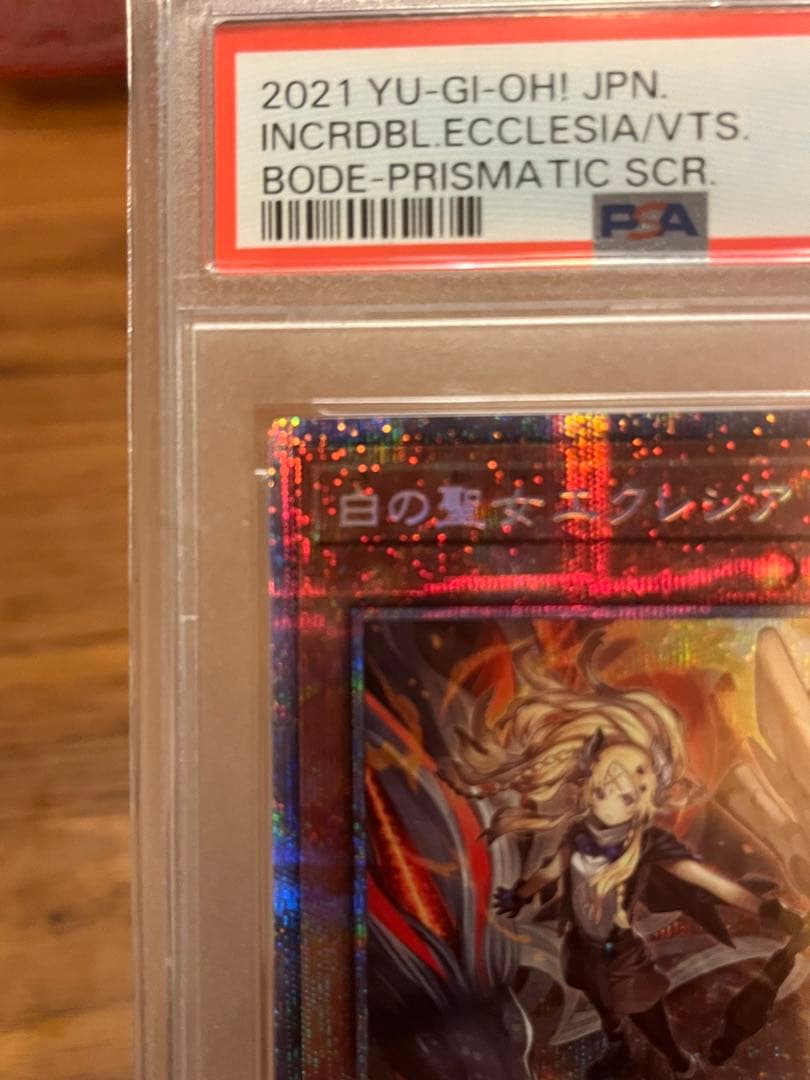 2021 YU-GI-OH! JPN.
INCRDBL.ECCLESIA/VTS.
BODE-PRISMATIC SCR.
PSA
白の聖女エクレシア